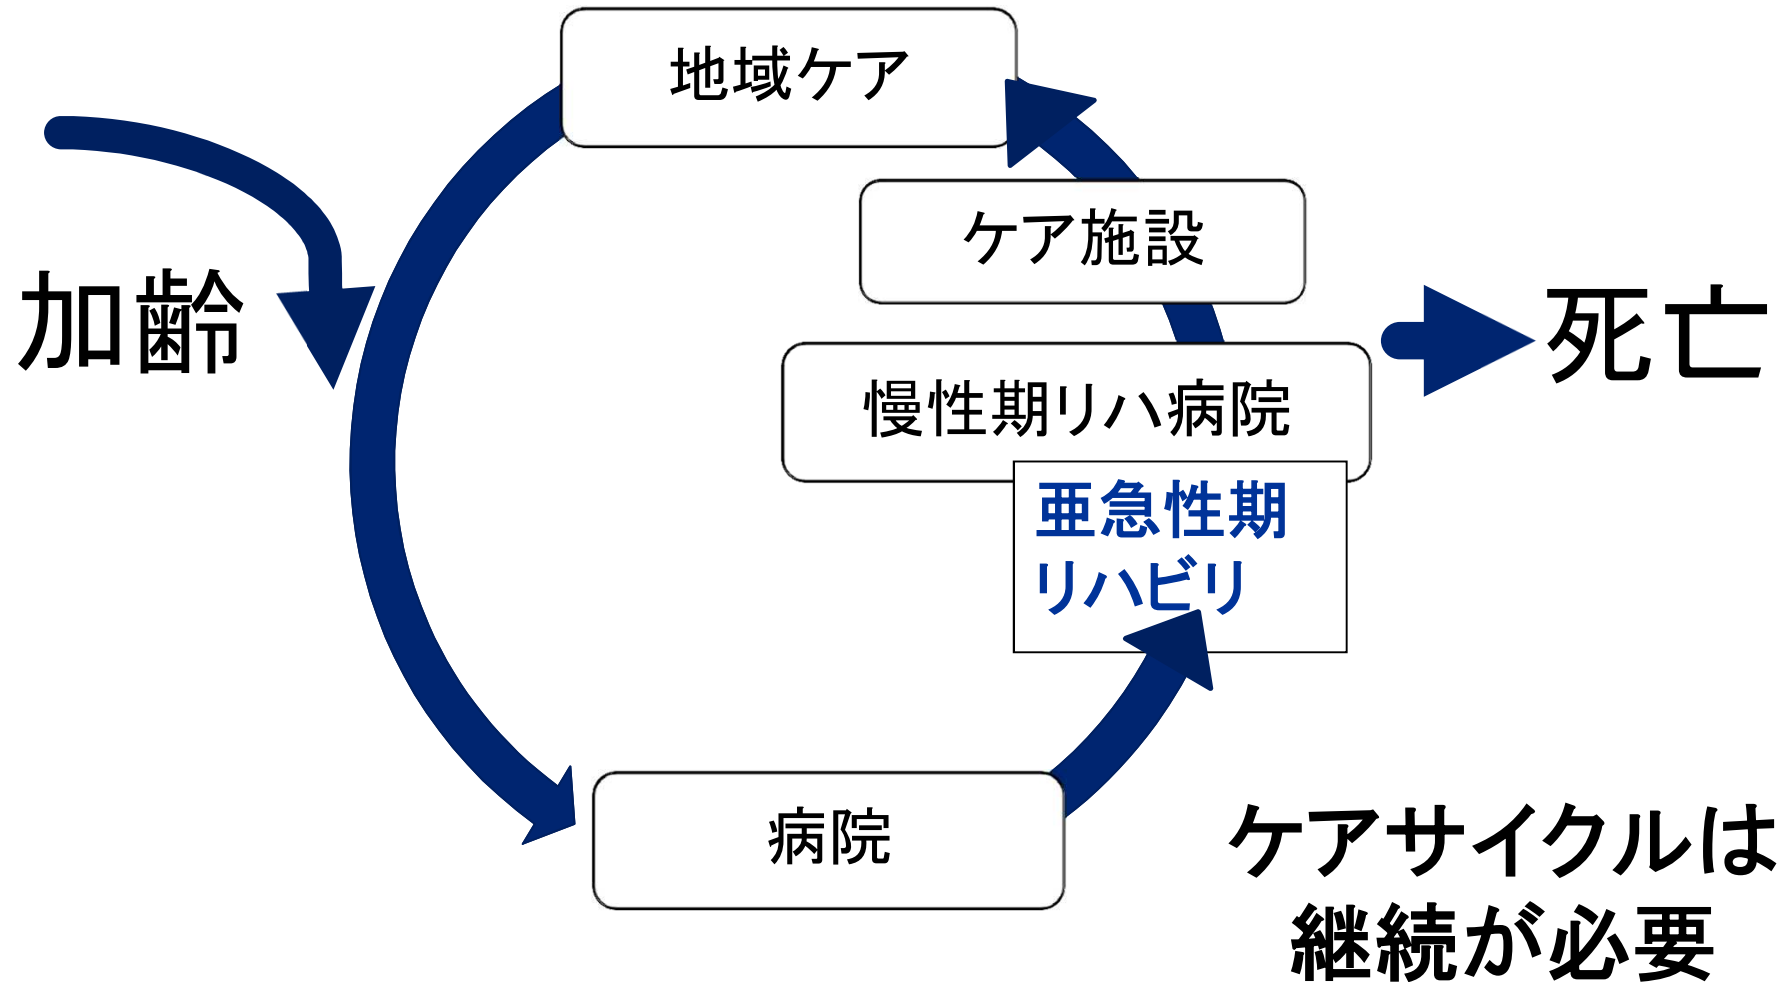 地域ケア
ケア施設
加齢
死亡
慢性期リハ病院
亜急性期
リハビリ
病院
ケアサイクルは
継続が必要